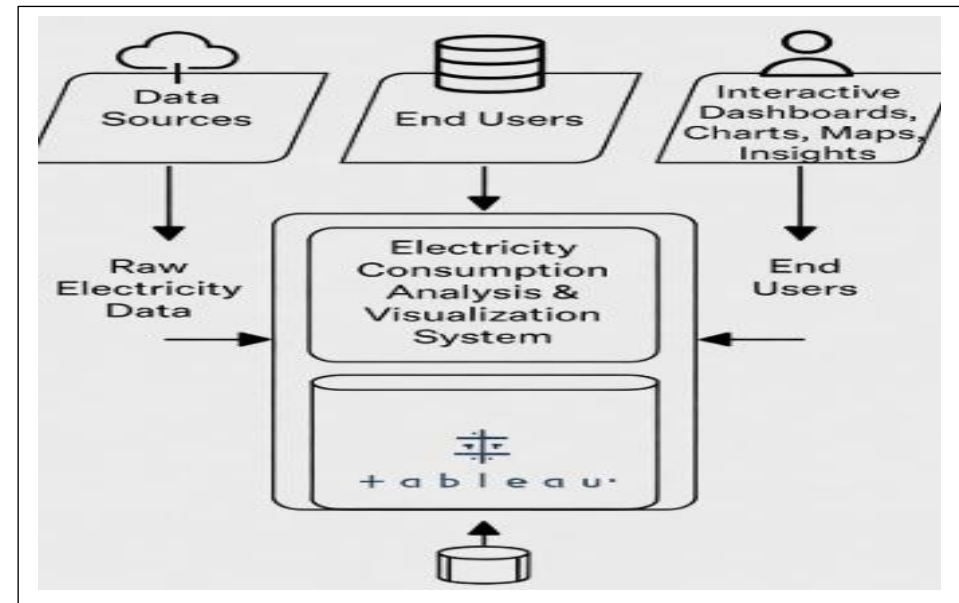 Data
Sources
End Users
Interactive
Dashboards,
Charts, Maps,
Insights
Raw
Electricity
Data
Electricity
Consumption
Analysis &
Visualization
System
End
Users
+ableau